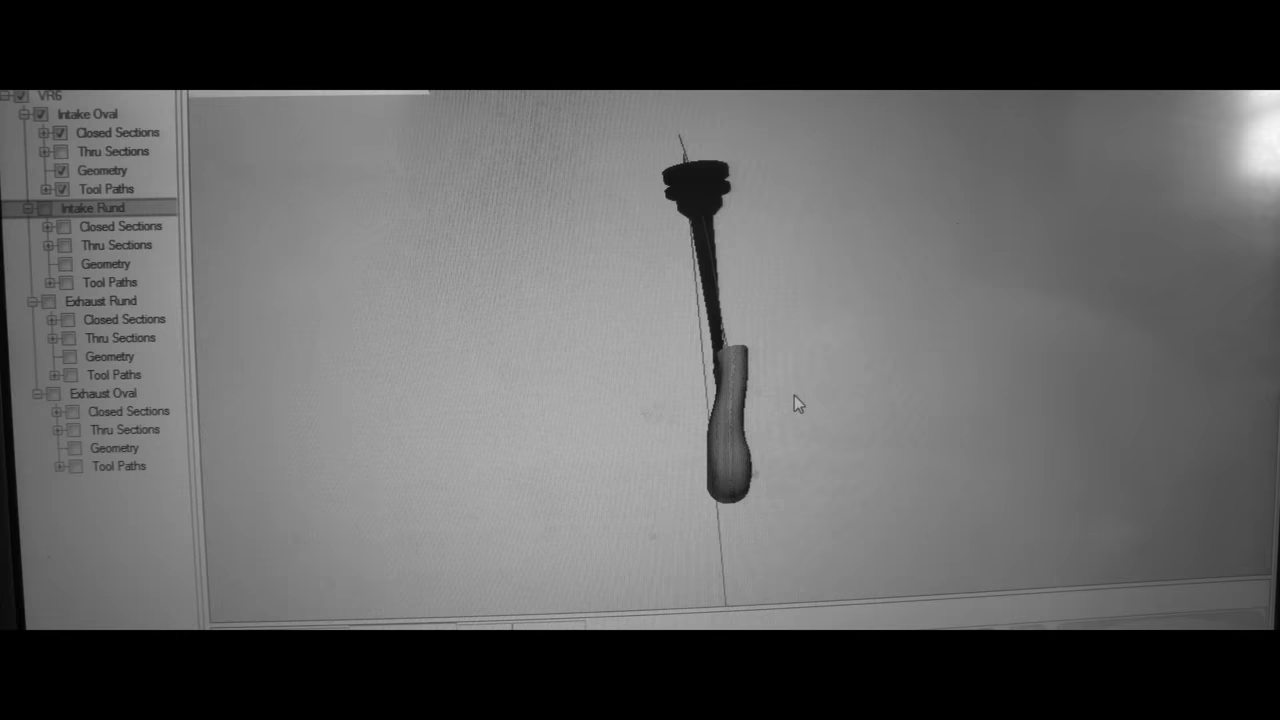 VR6
Intake Oval
Closed Sections
Thru Sections
Geometry
Tool Paths
Intake Rund
Closed Sections
Thru Sections
Geometry
Tool Paths
Exhaust Rund
Closed Sections
Thru Sections
Geometry
Tool Paths
Exhaust Oval
Closed Sections
Thru Sections
Geometry
Tool Paths